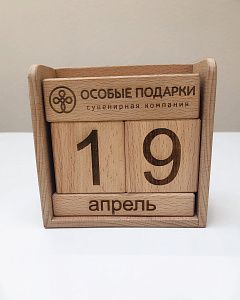 ОСОБЫЕ ПОДАРКИ
сувенирная компания
19
апрель